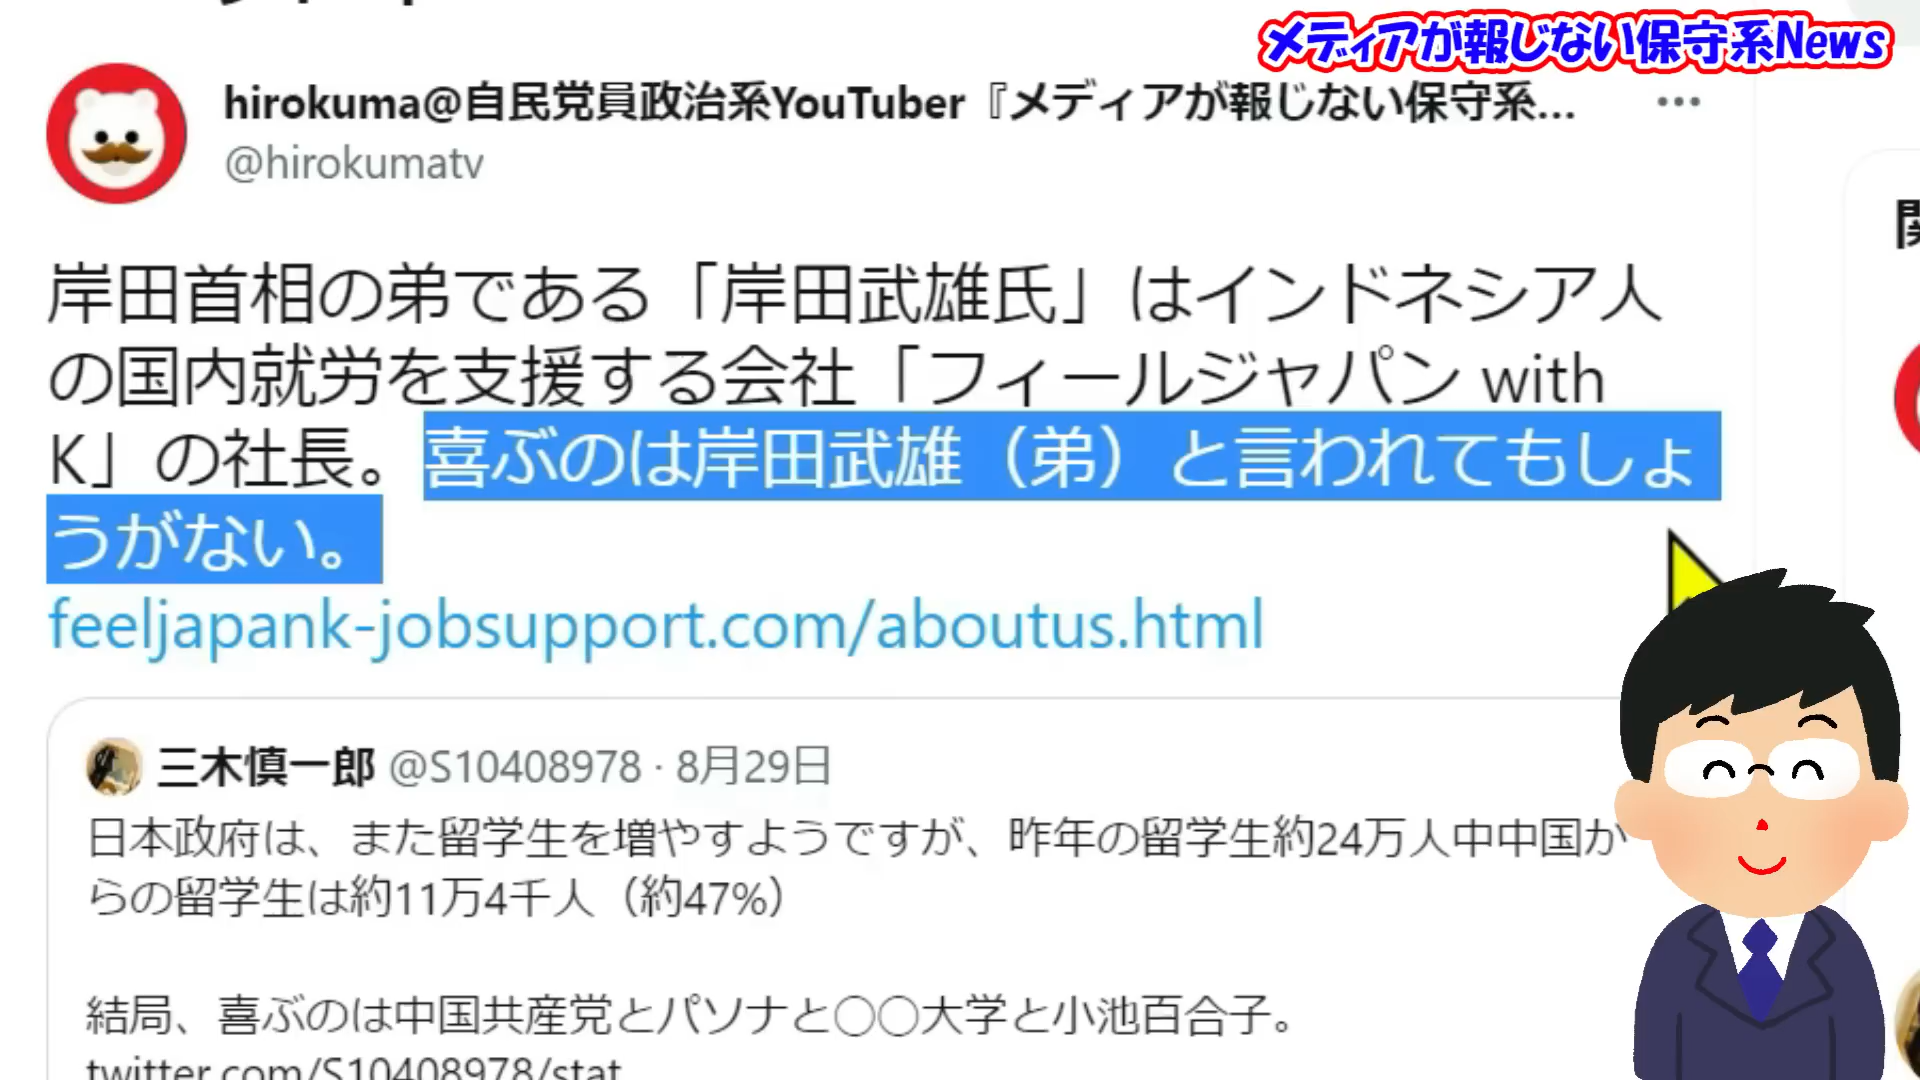 メディアが報じない保守系News
hirokuma@自民党員政治系YouTuber『メディアが報じない保守系...
@hirokumatv
岸田首相の弟である「岸田武雄氏」はインドネシア人
の国内就労を支援する会社「フィールジャパン with
K」の社長。喜ぶのは岸田武雄（弟）と言われてもしょ
うがない。
feeljapank-jobsupport.com/aboutus.html
三木慎一郎 @S10408978 · 8月29日
日本政府は、また留学生を増やすようですが、昨年の留学生約24万人中中国か
らの留学生は約11万4千人（約47%）
結局、喜ぶのは中国共産党とパソナと〇〇大学と小池百合子。
twitter.com/S10408978/stat